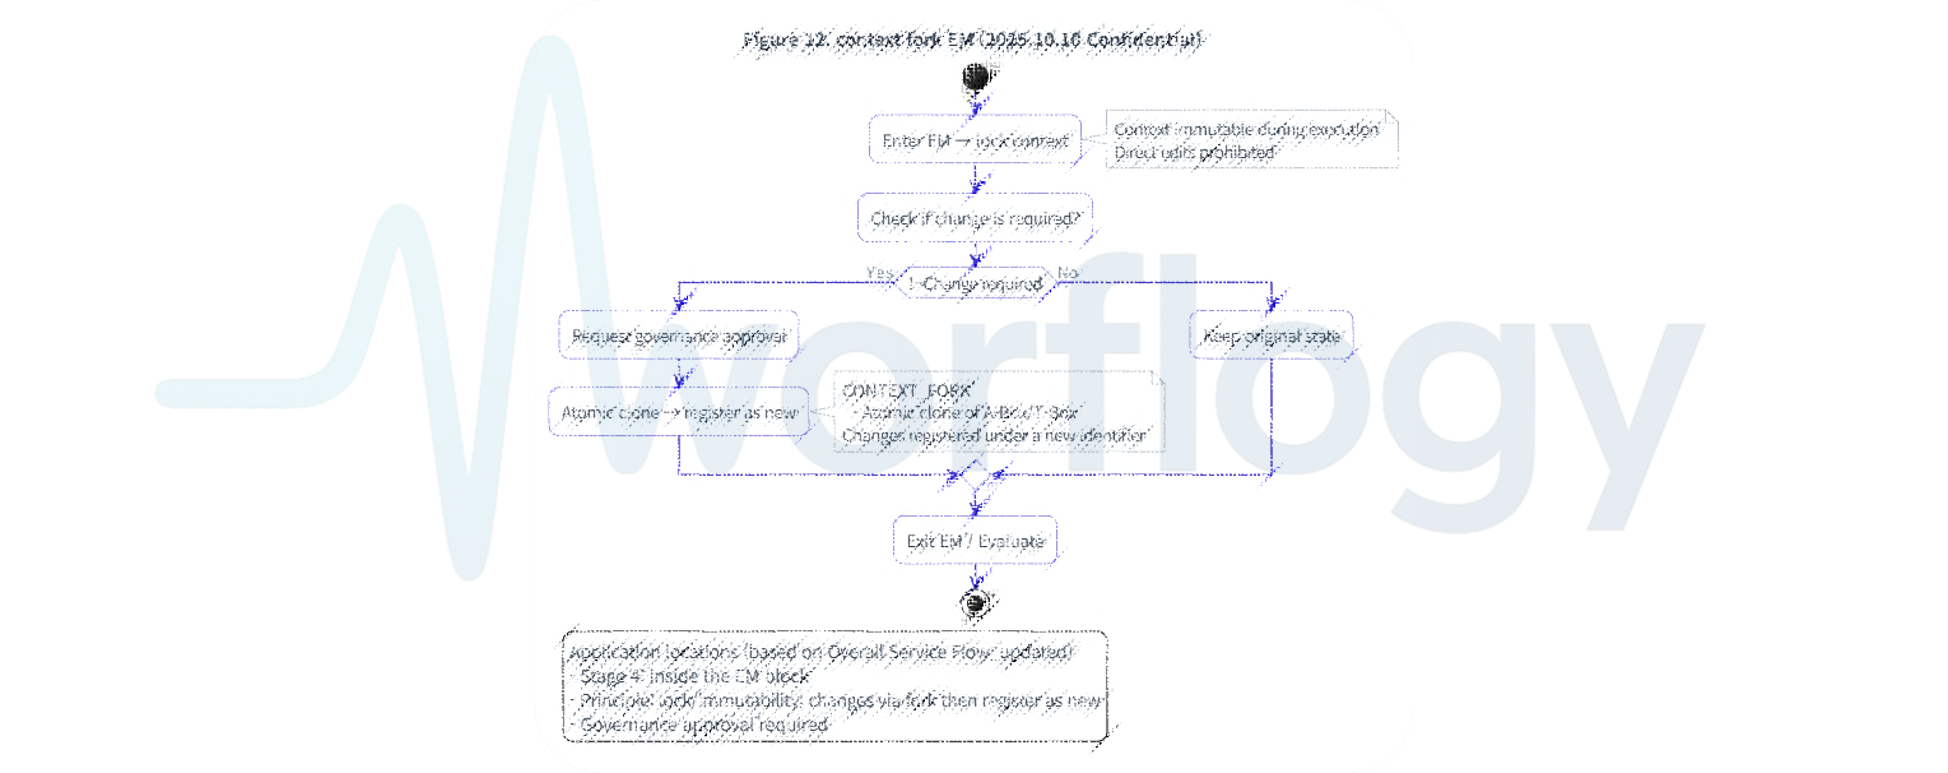 Figure 12. context fork EM (2025.10.10 Confidential)
Enter EM → lock context
Context immutable during execution
Direct edits prohibited
Check if change is required?
Yes
Change required
No
Request governance approval
Keep original state
Atomic clone → register as new
CONTEXT_FORK
- Atomic clone of A-Box/T-Box
Changes registered under a new identifier
Exit EM / Evaluate
Application locations (based on Overall Service Flow, updated)
- Stage 4: Inside the EM block
- Principle: lock/immutability; changes via fork then register as new
- Governance approval required
worflogy